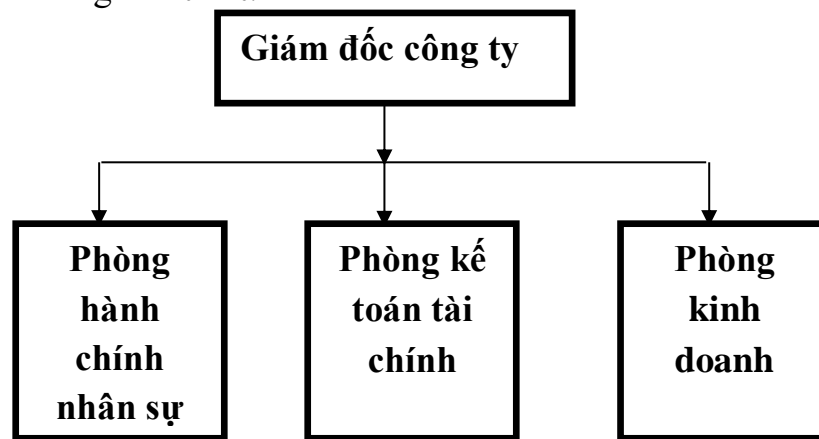 Giám đốc công ty
Phòng
hành
chính
nhân sự
Phòng kế
toán tài
chính
Phòng
kinh
doanh